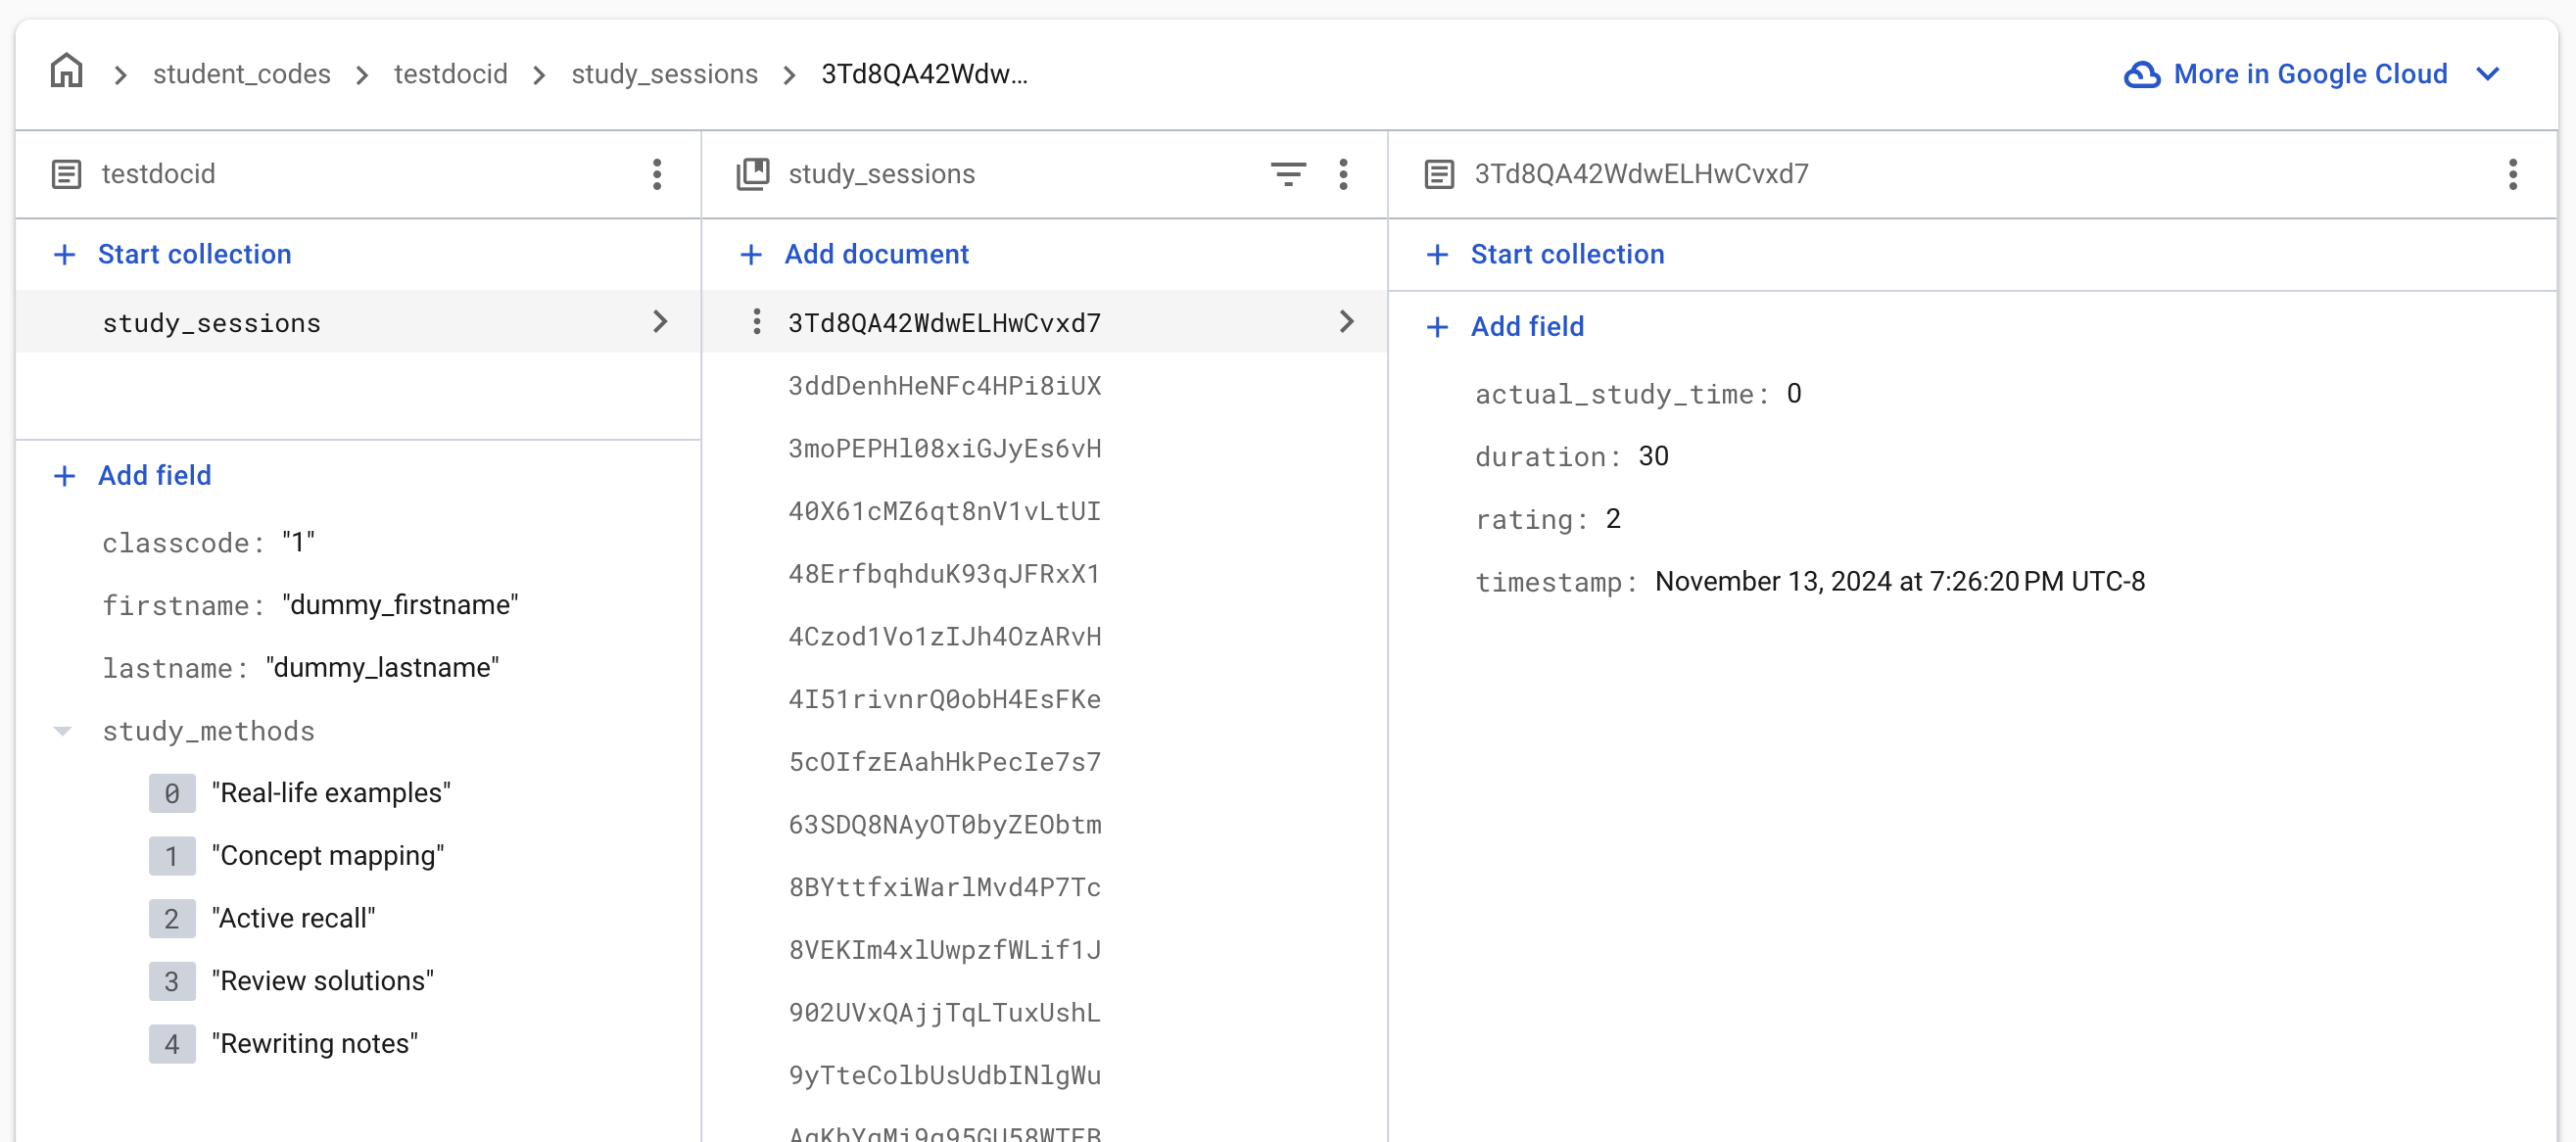 student_codes > testdocid > study_sessions > 3Td8QA42Wdw...
More in Google Cloud
testdocid
+ Start collection
study_sessions
+ Add field
classcode: "1"
firstname: "dummy_firstname"
lastname: "dummy_lastname"
study_methods
0 "Real-life examples"
1 "Concept mapping"
2 "Active recall"
3 "Review solutions"
4 "Rewriting notes"
study_sessions
+ Add document
3Td8QA42WdwELHwCvxd7
3ddDenhHeNFc4HPi8iUX
3moPEPHl08xiGJyEs6vH
40X61cMZ6qt8nV1vLtUI
48ErfbqhduK93qJFRxX1
4Czod1Vo1zIJh4OzARvH
4I51rivnrQ0obH4EsFKe
5cOIfzEAahHkPecIe7s7
63SDQ8NAyOT0byZEObtm
8BYttfxiWarlMvd4P7Tc
8VEKIm4xlUwpzfWLif1J
902UVxQAjjTqLTuxUshL
9yTteColbUsUdbINlgWu
3Td8QA42WdwELHwCvxd7
+ Start collection
+ Add field
actual_study_time: 0
duration: 30
rating: 2
timestamp: November 13, 2024 at 7:26:20 PM UTC-8